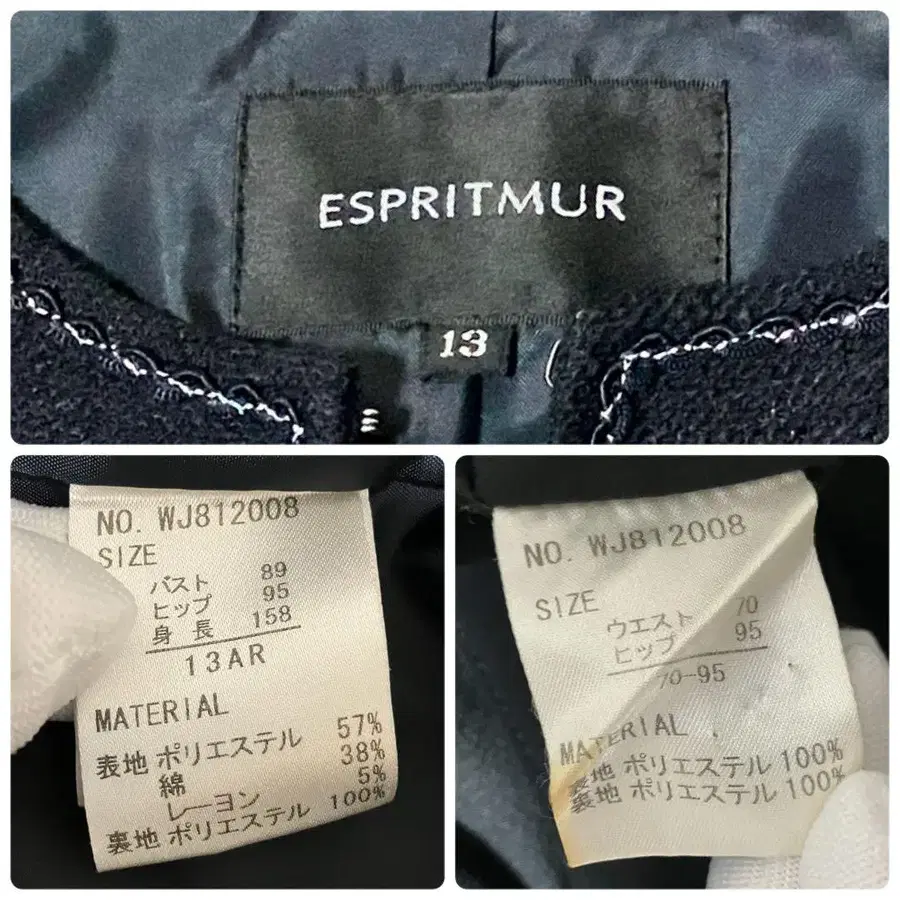 ESPRITMUR
13
NO. WJ812008
SIZE
バスト 89
ヒップ 95
身長 158
13AR
MATERIAL
表地 ポリエステル 57%
綿 38%
レーヨン 5%
裏地 ポリエステル 100%
NO. WJ812008
SIZE
ウエスト 70
ヒップ 95
70-95
MATERIAL
表地 ポリエステル 100%
裏地 ポリエステル 100%